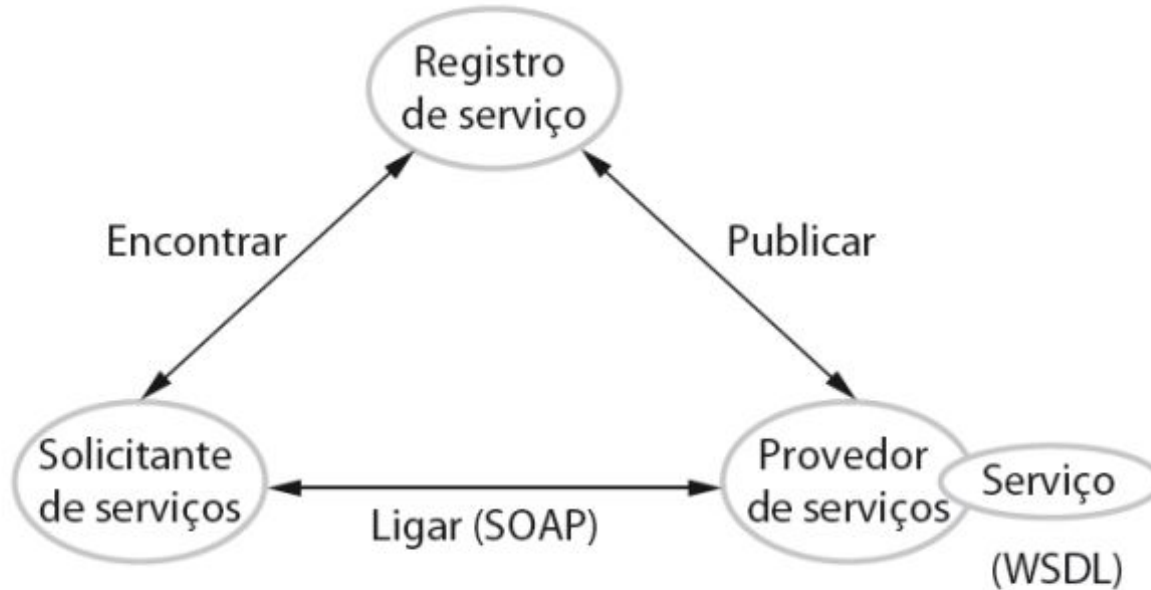 Registro
de serviço
Encontrar
Publicar
Solicitante
de serviços
Ligar (SOAP)
Provedor
de serviços
Serviço
(WSDL)